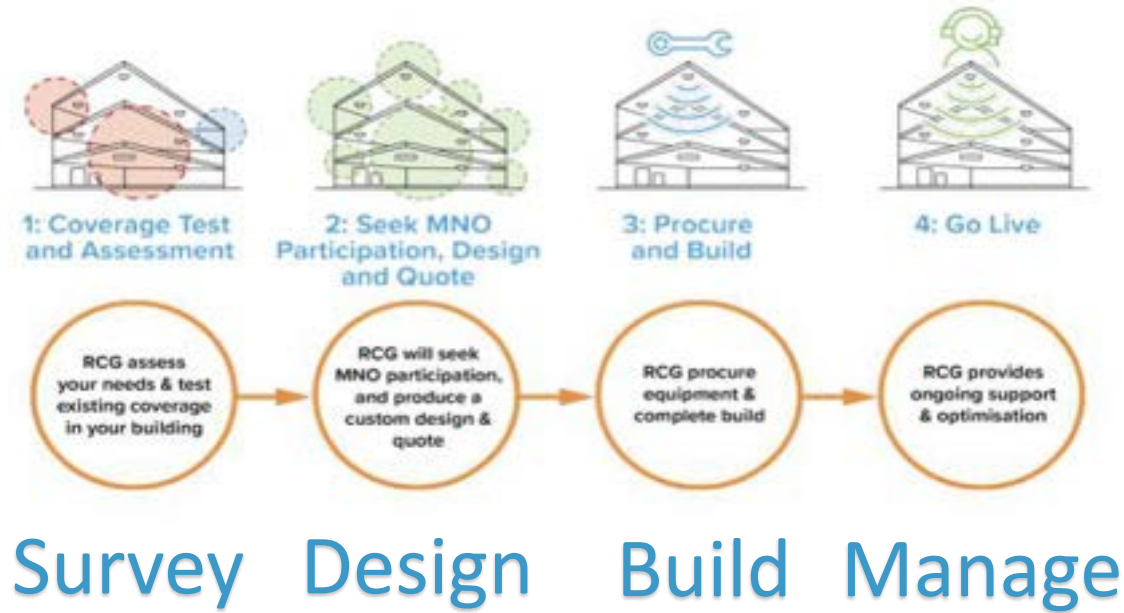 1: Coverage Test
and Assessment
2: Seek MNO
Participation, Design
and Quote
3: Procure
and Build
4: Go Live
RCG assess
your needs & test
existing coverage
in your building
RCG will seek
MNO participation,
and produce a
custom design &
quote
RCG procure
equipment &
complete build
RCG provides
ongoing support
& optimisation
Survey
Design
Build
Manage